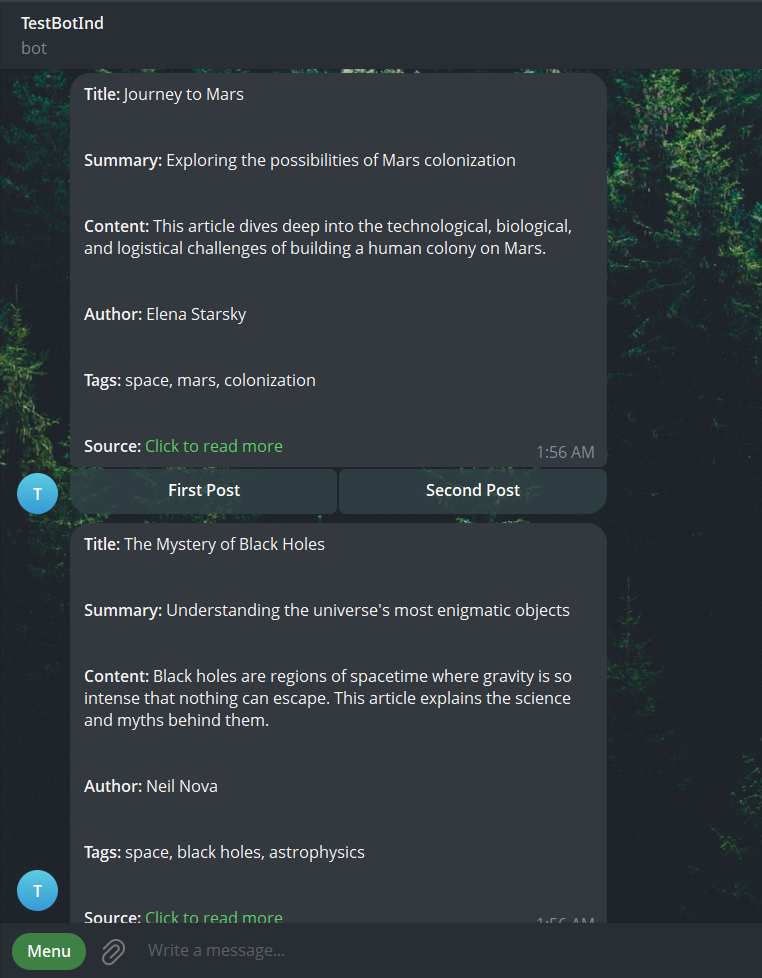 TestBotInd
bot
Title: Journey to Mars
Summary: Exploring the possibilities of Mars colonization
Content: This article dives deep into the technological, biological,
and logistical challenges of building a human colony on Mars.
Author: Elena Starsky
Tags: space, mars, colonization
Source: Click to read more
1:56 AM
T
First Post
Second Post
Title: The Mystery of Black Holes
Summary: Understanding the universe's most enigmatic objects
Content: Black holes are regions of spacetime where gravity is so
intense that nothing can escape. This article explains the science
and myths behind them.
Author: Neil Nova
Tags: space, black holes, astrophysics
T
Source: Click to read more
1:56 AM
Menu
Write a message...